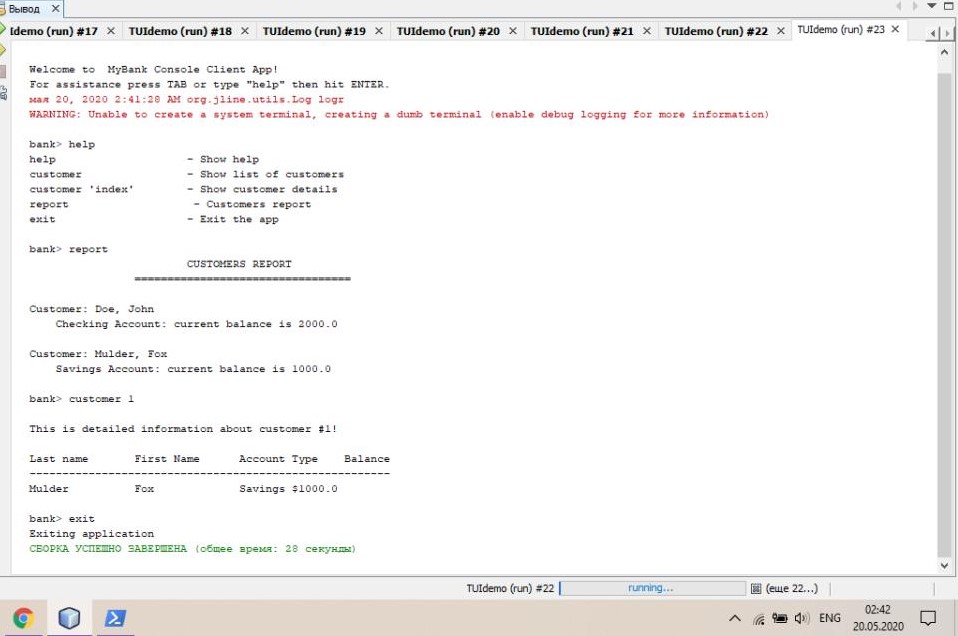 Вывод
Idemo (run) #17 TUIdemo (run) #18 TUIdemo (run) #19 TUIdemo (run) #20 TUIdemo (run) #21 TUIdemo (run) #22 TUIdemo (run) #23
Welcome to  MyBank Console Client App!
For assistance press TAB or type "help" then hit ENTER.
мая 20, 2020 2:41:28 AM org.jline.utils.Log logr
WARNING: Unable to create a system terminal, creating a dumb terminal (enable debug logging for more information)
bank> help
help                    - Show help
customer                - Show list of customers
customer 'index'        - Show customer details
report                   - Customers report
exit                    - Exit the app
bank> report
                        CUSTOMERS REPORT
                =================================
Customer: Doe, John
    Checking Account: current balance is 2000.0
Customer: Mulder, Fox
    Savings Account: current balance is 1000.0
bank> customer 1
This is detailed information about customer #1!
Last name       First Name      Account Type    Balance
-------------------------------------------------------
Mulder          Fox             Savings $1000.0
bank> exit
Exiting application
СБОРКА УСПЕШНО ЗАВЕРШЕНА (общее время: 28 секунды)
TUIdemo (run) #22 running... (еще 22...)
ENG
02:42
20.05.2020